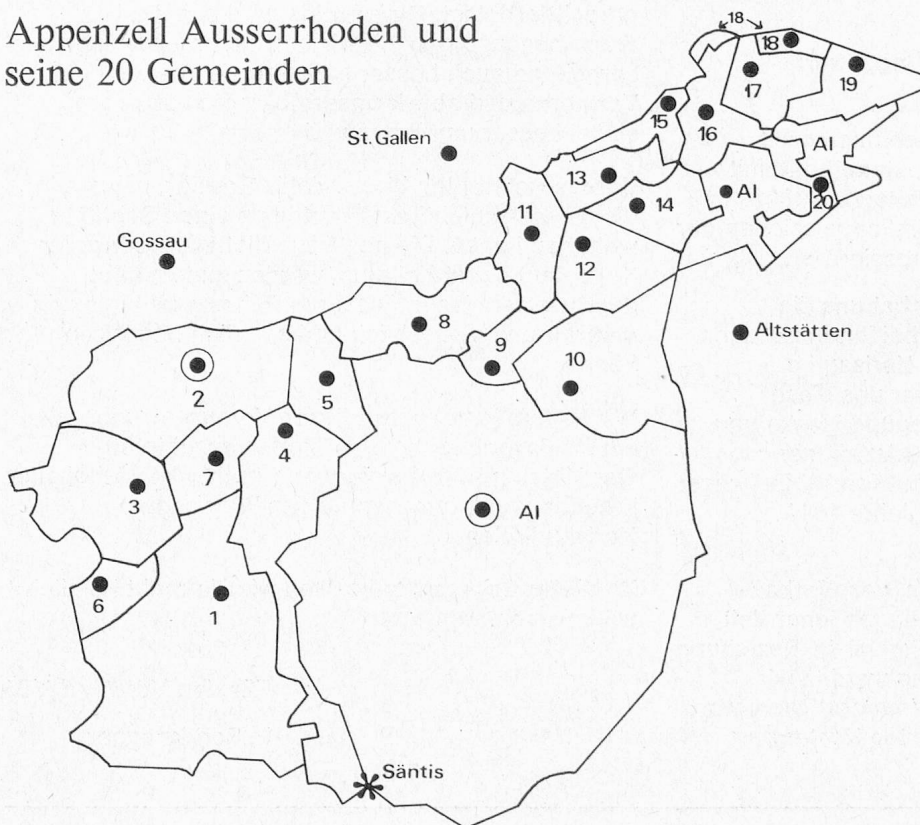 Appenzell Ausserrhoden und
seine 20 Gemeinden
18
18
17
19
15
16
St. Gallen
AI
13
AI
20
14
11
Gossau
12
8
Altstätten
9
10
2
5
4
7
3
AI
6
1
Säntis